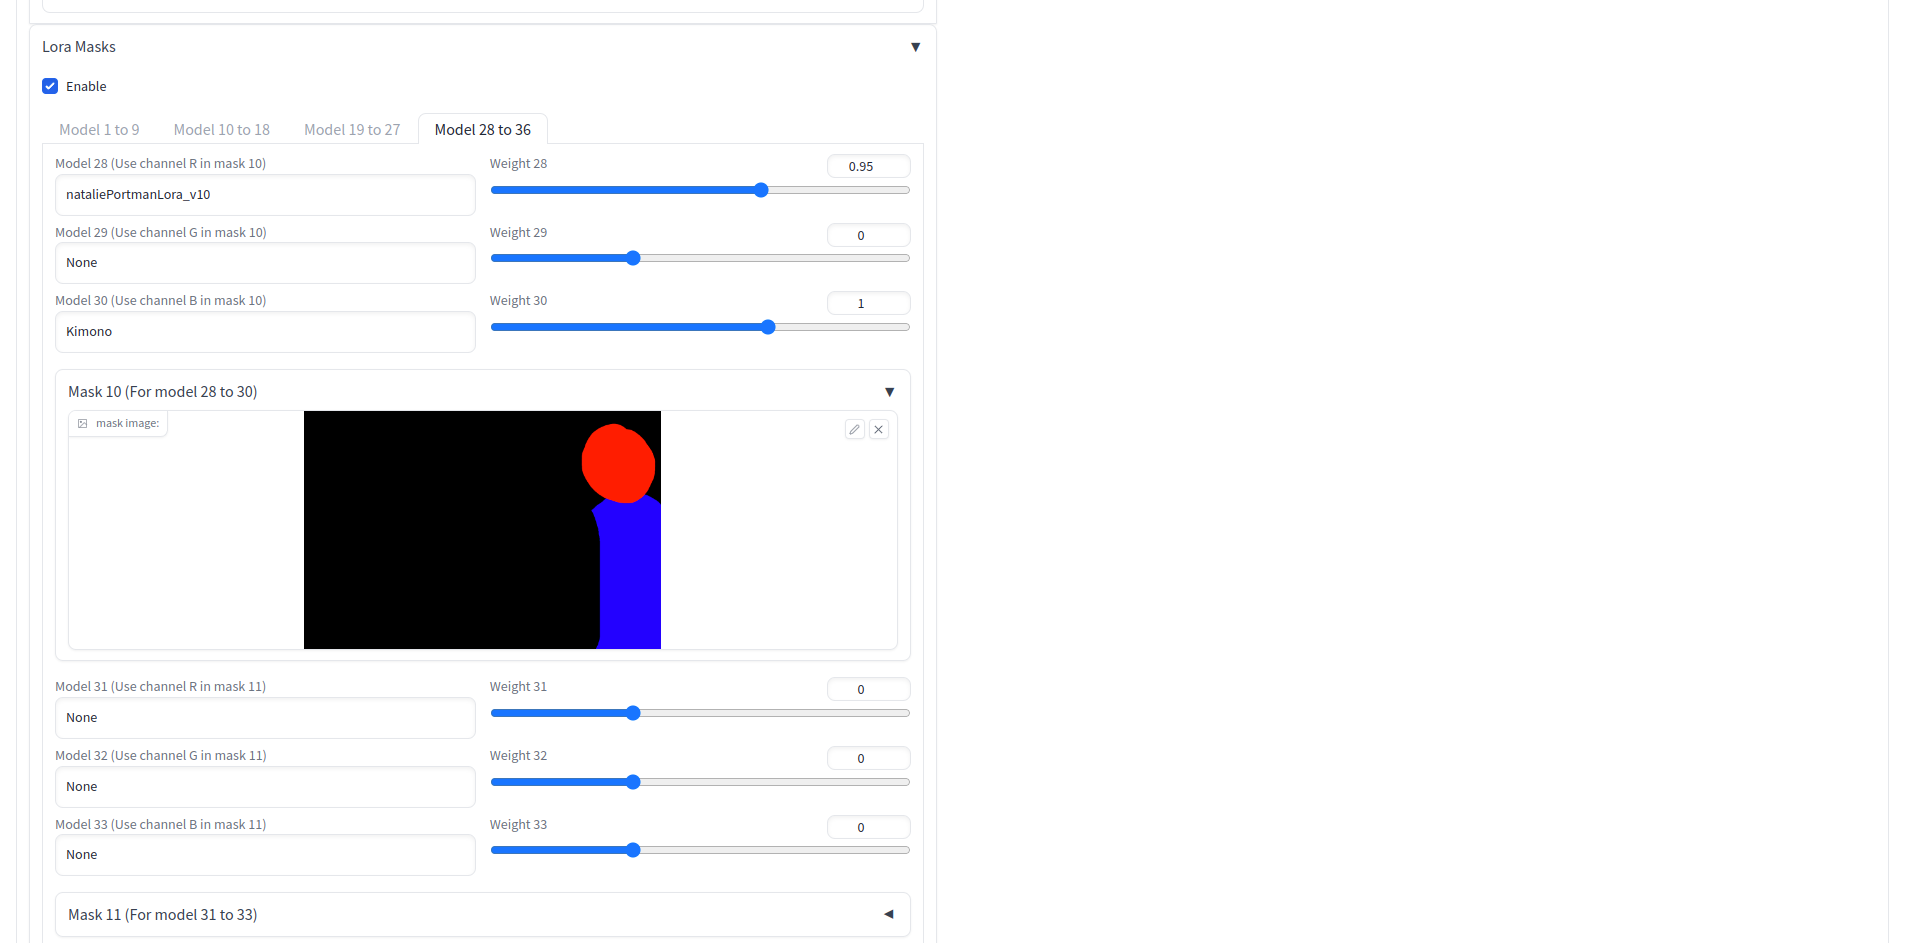 Lora Masks
Enable
Model 1 to 9 Model 10 to 18 Model 19 to 27 Model 28 to 36
Model 28 (Use channel R in mask 10) Weight 28 0.95
nataliePortmanLora_v10
Model 29 (Use channel G in mask 10) Weight 29 0
None
Model 30 (Use channel B in mask 10) Weight 30 1
Kimono
Mask 10 (For model 28 to 30)
mask image:
Model 31 (Use channel R in mask 11) Weight 31 0
None
Model 32 (Use channel G in mask 11) Weight 32 0
None
Model 33 (Use channel B in mask 11) Weight 33 0
None
Mask 11 (For model 31 to 33)